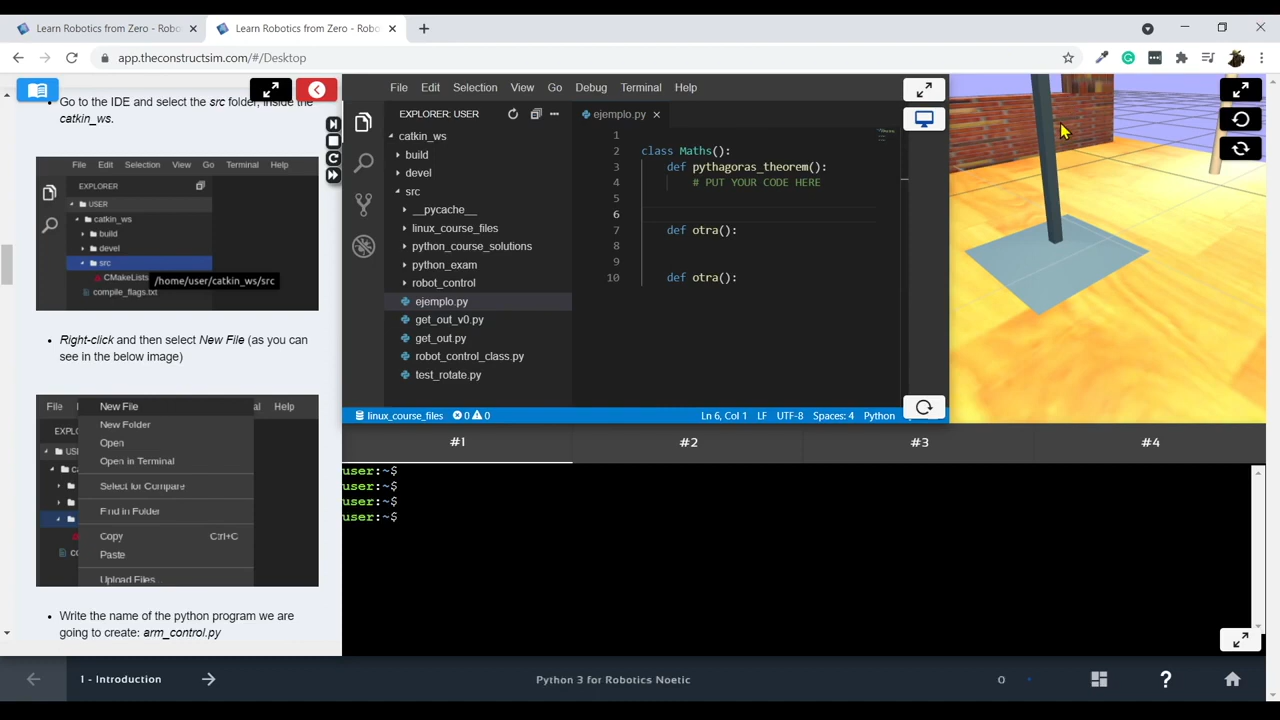 Learn Robotics from Zero - Robo
Learn Robotics from Zero - Robo
app.theconstructsim.com/#/Desktop
Go to the IDE and select the src folder, inside the
catkin_ws.
File Edit Selection View Go Terminal Help
EXPLORER
USER
catkin_ws
build
devel
src
CMakeLists
/home/user/catkin_ws/src
compile_flags.txt
Right-click and then select New File (as you can
see in the below image)
File New File al Help
New Folder
Open
Open in Terminal
Select for Compare
Find in Folder
Copy Ctrl+C
Paste
Upload Files...
Write the name of the python program we are
going to create: arm_control.py
File Edit Selection View Go Debug Terminal Help
EXPLORER: USER
catkin_ws
build
devel
src
__pycache__
linux_course_files
python_course_solutions
python_exam
robot_control
ejemplo.py
get_out_v0.py
get_out.py
robot_control_class.py
test_rotate.py
ejemplo.py
1
2 class Maths():
3 def pythagoras_theorem():
4 # PUT YOUR CODE HERE
5
6
7 def otra():
8
9
10 def otra():
linux_course_files 0 0 Ln 6, Col 1 LF UTF-8 Spaces: 4 Python
#1 #2 #3 #4
user:~$
user:~$
user:~$
user:~$
1 - Introduction Python 3 for Robotics Noetic 0 ?